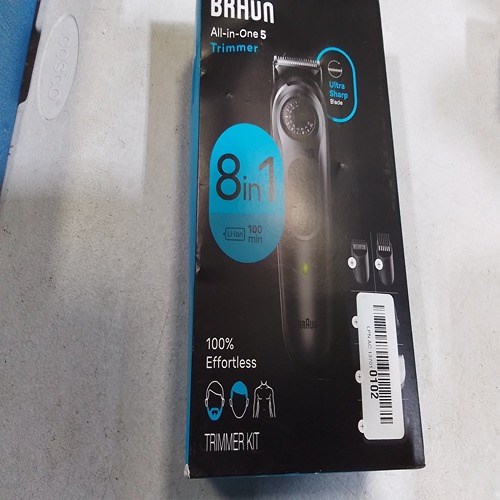 BRAUN
All-in-One 5
Trimmer
Ultra
Sharp
Blade
8in1
Li-Ion
100
min
BRAUN
100%
Effortless
TRIMMER KIT
0102